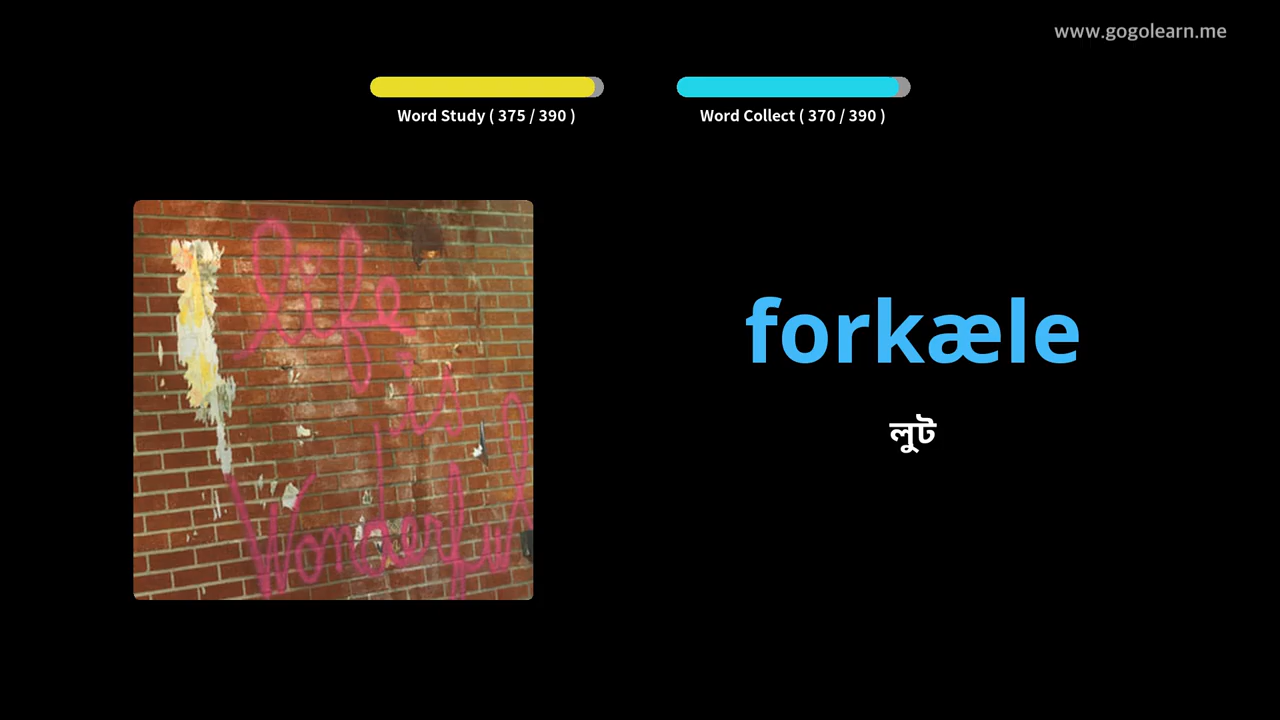 www.gogolearn.me
Word Study ( 375 / 390 )
Word Collect ( 370 / 390 )
life
is
Wonderful
forkæle
লুট